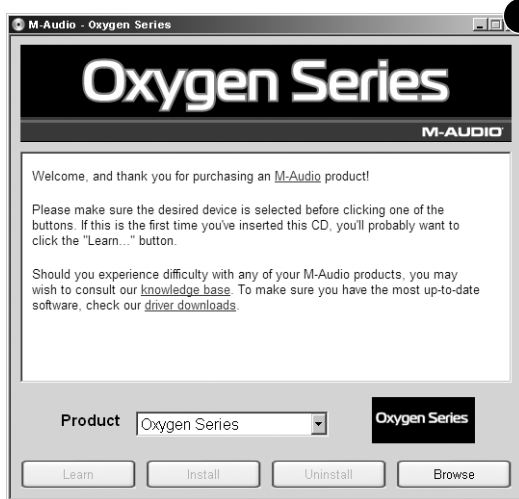 M-Audio - Oxygen Series
Oxygen Series
M-AUDIO
Welcome, and thank you for purchasing an M-Audio product!
Please make sure the desired device is selected before clicking one of the
buttons. If this is the first time you've inserted this CD, you'll probably want to
click the "Learn..." button.
Should you experience difficulty with any of your M-Audio products, you may
wish to consult our knowledge base. To make sure you have the most up-to-date
software, check our driver downloads.
Product Oxygen Series Oxygen Series
Learn Install Uninstall Browse